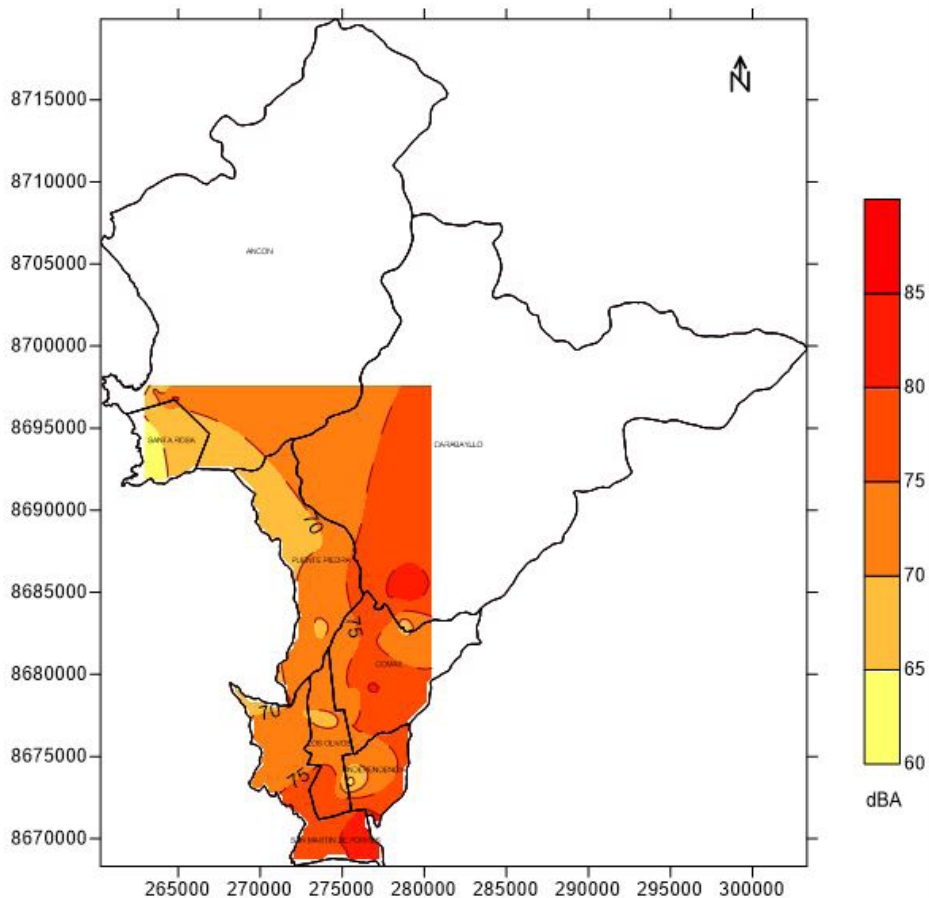 N
8715000
8710000
8705000
8700000
8695000
8690000
8685000
8680000
8675000
8670000
ANCON
SANTA ROSA
CARABAYLLO
70
PUENTE PIEDRA
75
COMAS
70
LOS OLIVOS
75
INDEPENDENCIA
SAN MARTIN DE PORRES
85
80
75
70
65
60
dBA
265000 270000 275000 280000 285000 290000 295000 300000